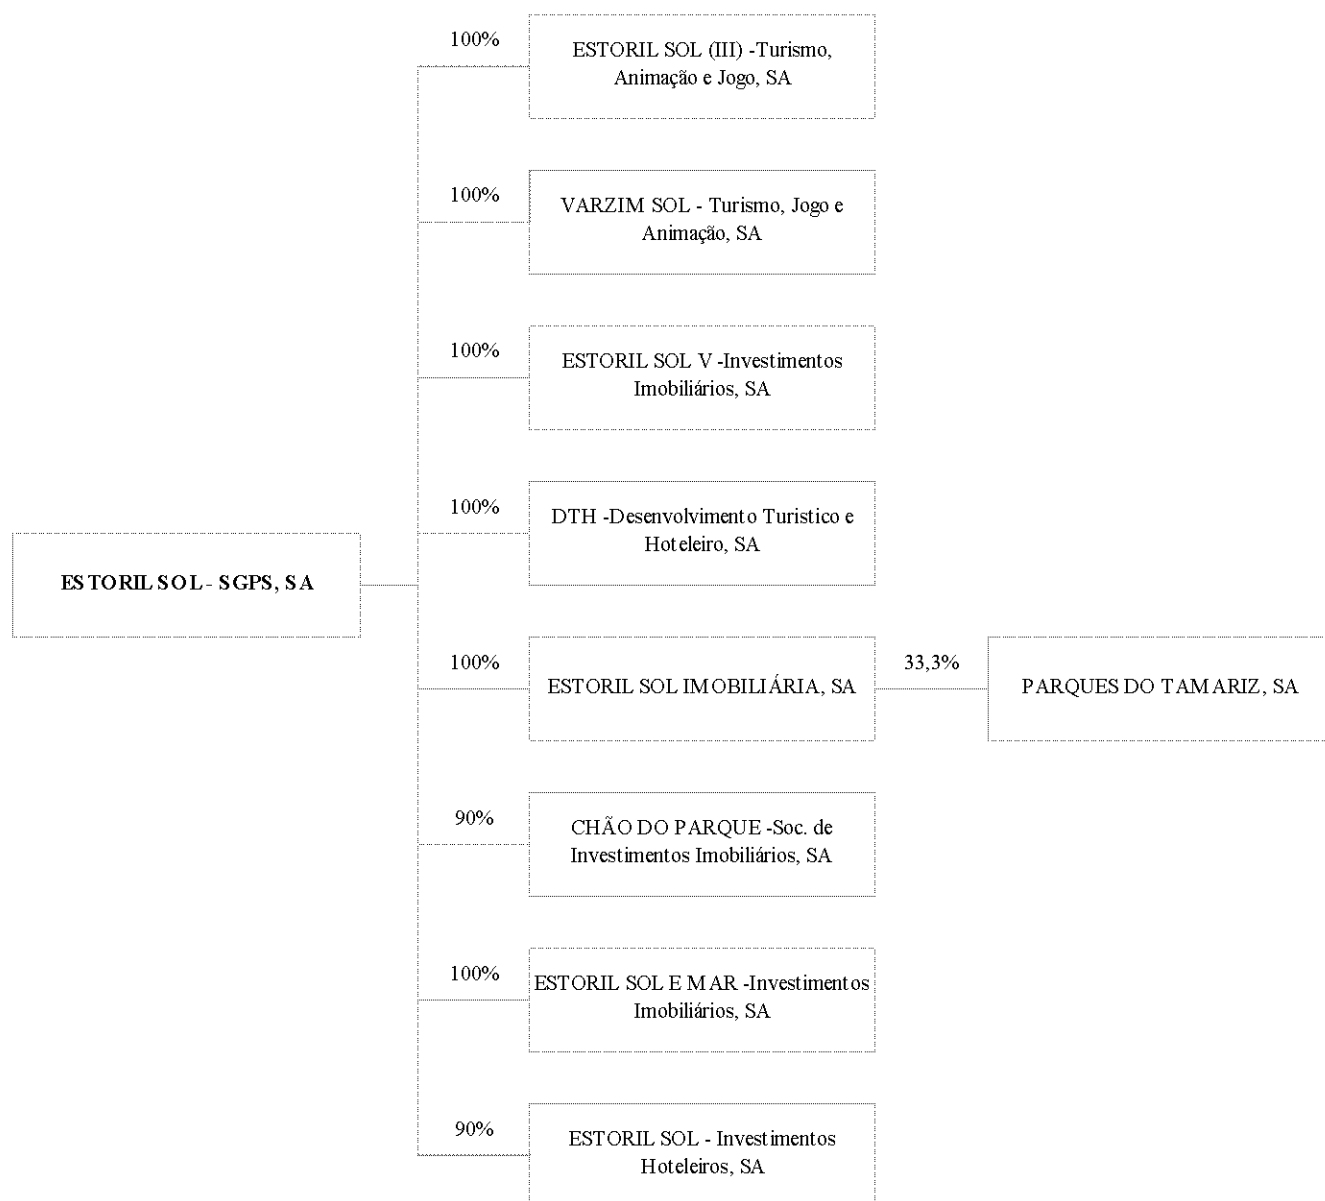 100%
ESTORIL SOL (III) -Turismo,
Animação e Jogo, SA
100%
VARZIM SOL - Turismo, Jogo e
Animação, SA
100%
ESTORIL SOL V -Investimentos
Imobiliários, SA
100%
DTH -Desenvolvimento Turistico e
Hoteleiro, SA
ESTORIL SOL - SGPS, SA
100%
ESTORIL SOL IMOBILIÁRIA, SA
33,3%
PARQUES DO TAMARIZ, SA
90%
CHÃO DO PARQUE -Soc. de
Investimentos Imobiliários, SA
100%
ESTORIL SOL E MAR -Investimentos
Imobiliários, SA
90%
ESTORIL SOL - Investimentos
Hoteleiros, SA